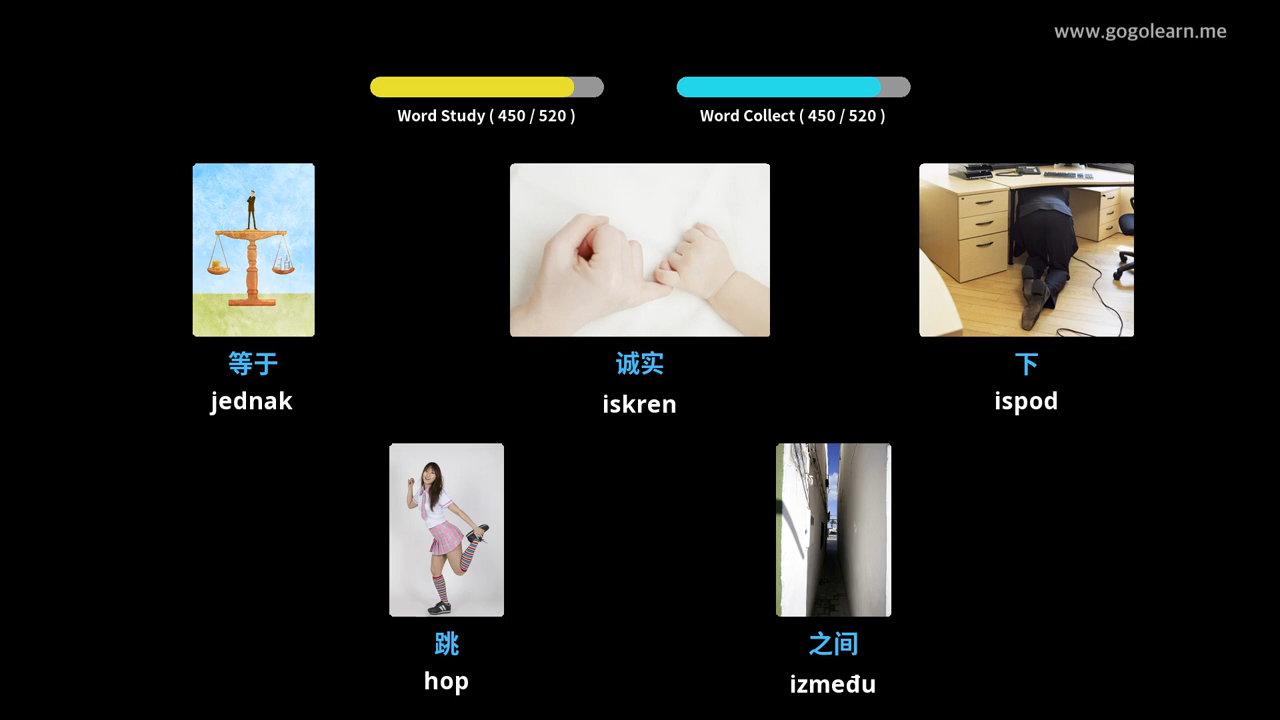 www.gogolearn.me
Word Study ( 450 / 520 )
Word Collect ( 450 / 520 )
等于
jednak
诚实
iskren
下
ispod
跳
hop
之间
između